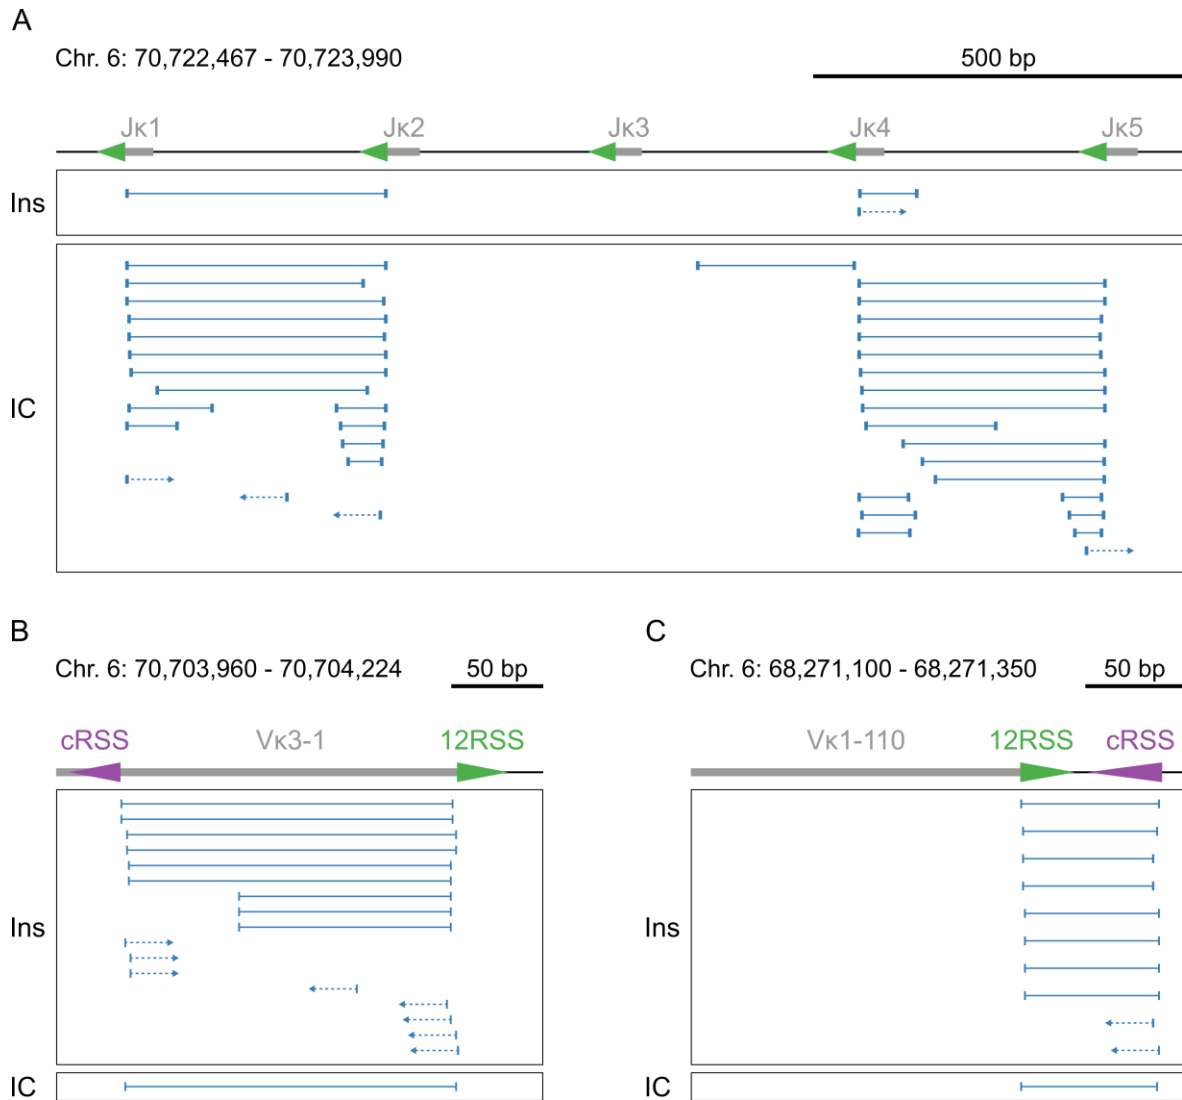 A
Chr. 6: 70,722,467 - 70,723,990
500 bp
Jκ1 Jκ2 Jκ3 Jκ4 Jκ5
Ins
IC
B
Chr. 6: 70,703,960 - 70,704,224
50 bp
cRSS Vκ3-1 12RSS
Ins
IC
C
Chr. 6: 68,271,100 - 68,271,350
50 bp
Vκ1-110 12RSS cRSS
Ins
IC